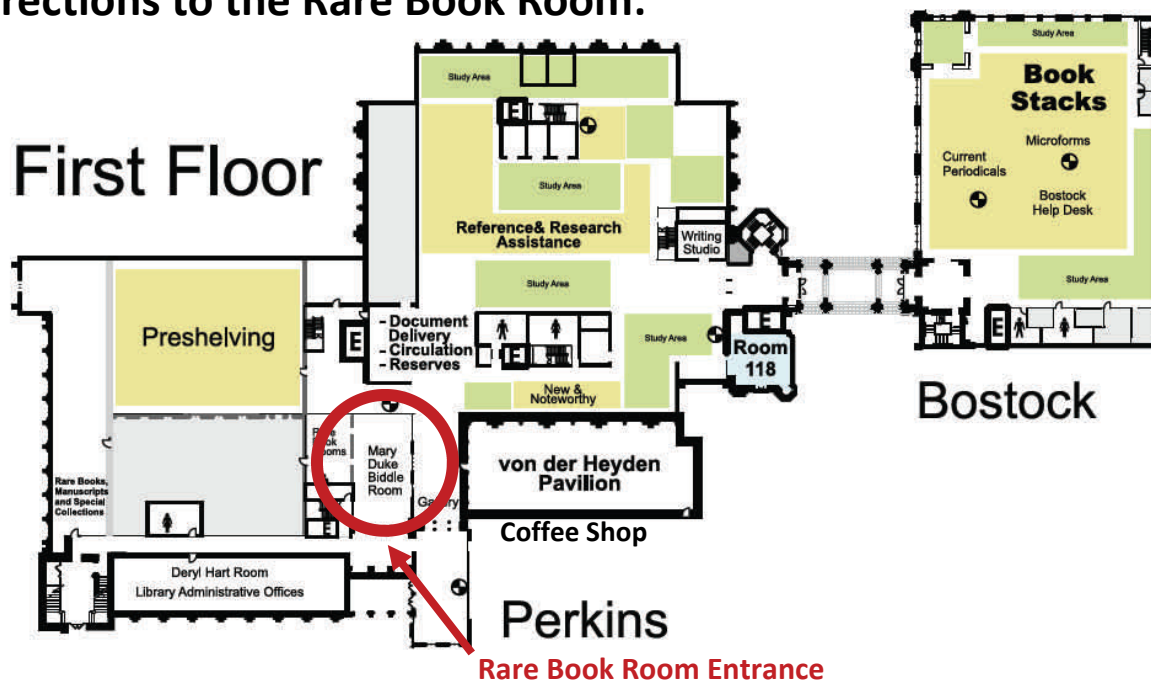 rections to the Rare Book Room:
First Floor
Study Area
E
Study Area
Reference& Research
Assistance
Writing
Studio
Study Area
Book
Stacks
Microforms
Current
Periodicals
Bostock
Help Desk
Study Area
Preshelving
E
- Document
Delivery
- Circulation
- Reserves
E
Study Area
E
Room
118
Study Area
E
Bostock
New &
Noteworthy
Rooms
Mary
Duke
Biddle
Room
von der Heyden
Pavilion
Coffee Shop
Rare Books,
Manuscripts
and Special
Collections
E
Deryl Hart Room
Library Administrative Offices
Perkins
Rare Book Room Entrance